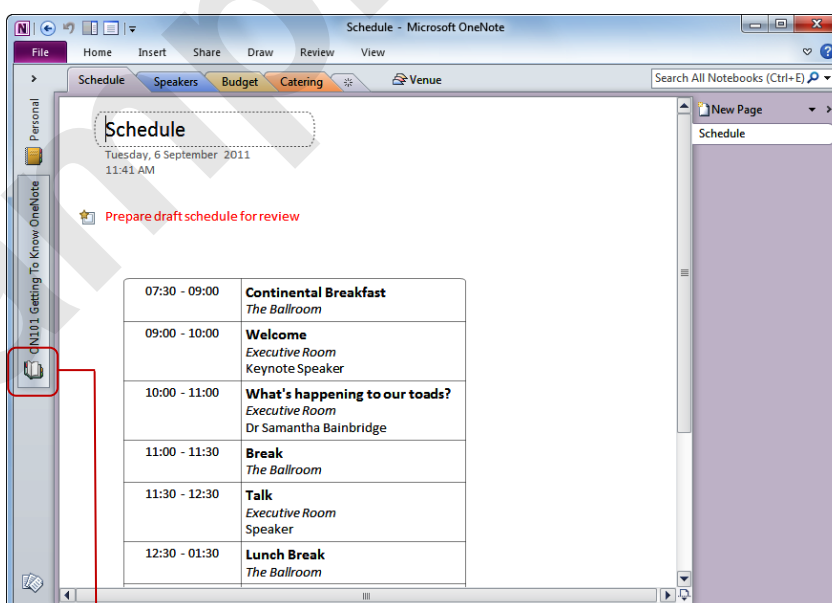 Schedule - Microsoft OneNote
File Home Insert Share Draw Review View
Schedule Speakers Budget Catering Venue
Search All Notebooks (Ctrl+E)
Personal
ON101 Getting To Know OneNote
New Page
Schedule
Schedule
Tuesday, 6 September 2011
11:41 AM
Prepare draft schedule for review
07:30 - 09:00 Continental Breakfast
The Ballroom
09:00 - 10:00 Welcome
Executive Room
Keynote Speaker
10:00 - 11:00 What's happening to our toads?
Executive Room
Dr Samantha Bainbridge
11:00 - 11:30 Break
The Ballroom
11:30 - 12:30 Talk
Executive Room
Speaker
12:30 - 01:30 Lunch Break
The Ballroom